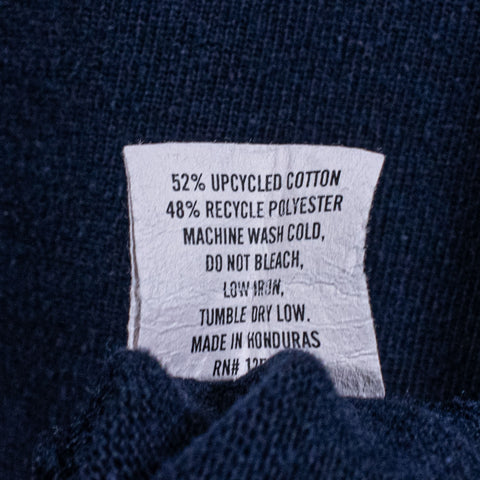 52% UPCYCLED COTTON
48% RECYCLE POLYESTER
MACHINE WASH COLD,
DO NOT BLEACH,
LOW IRON,
TUMBLE DRY LOW.
MADE IN HONDURAS
RN#